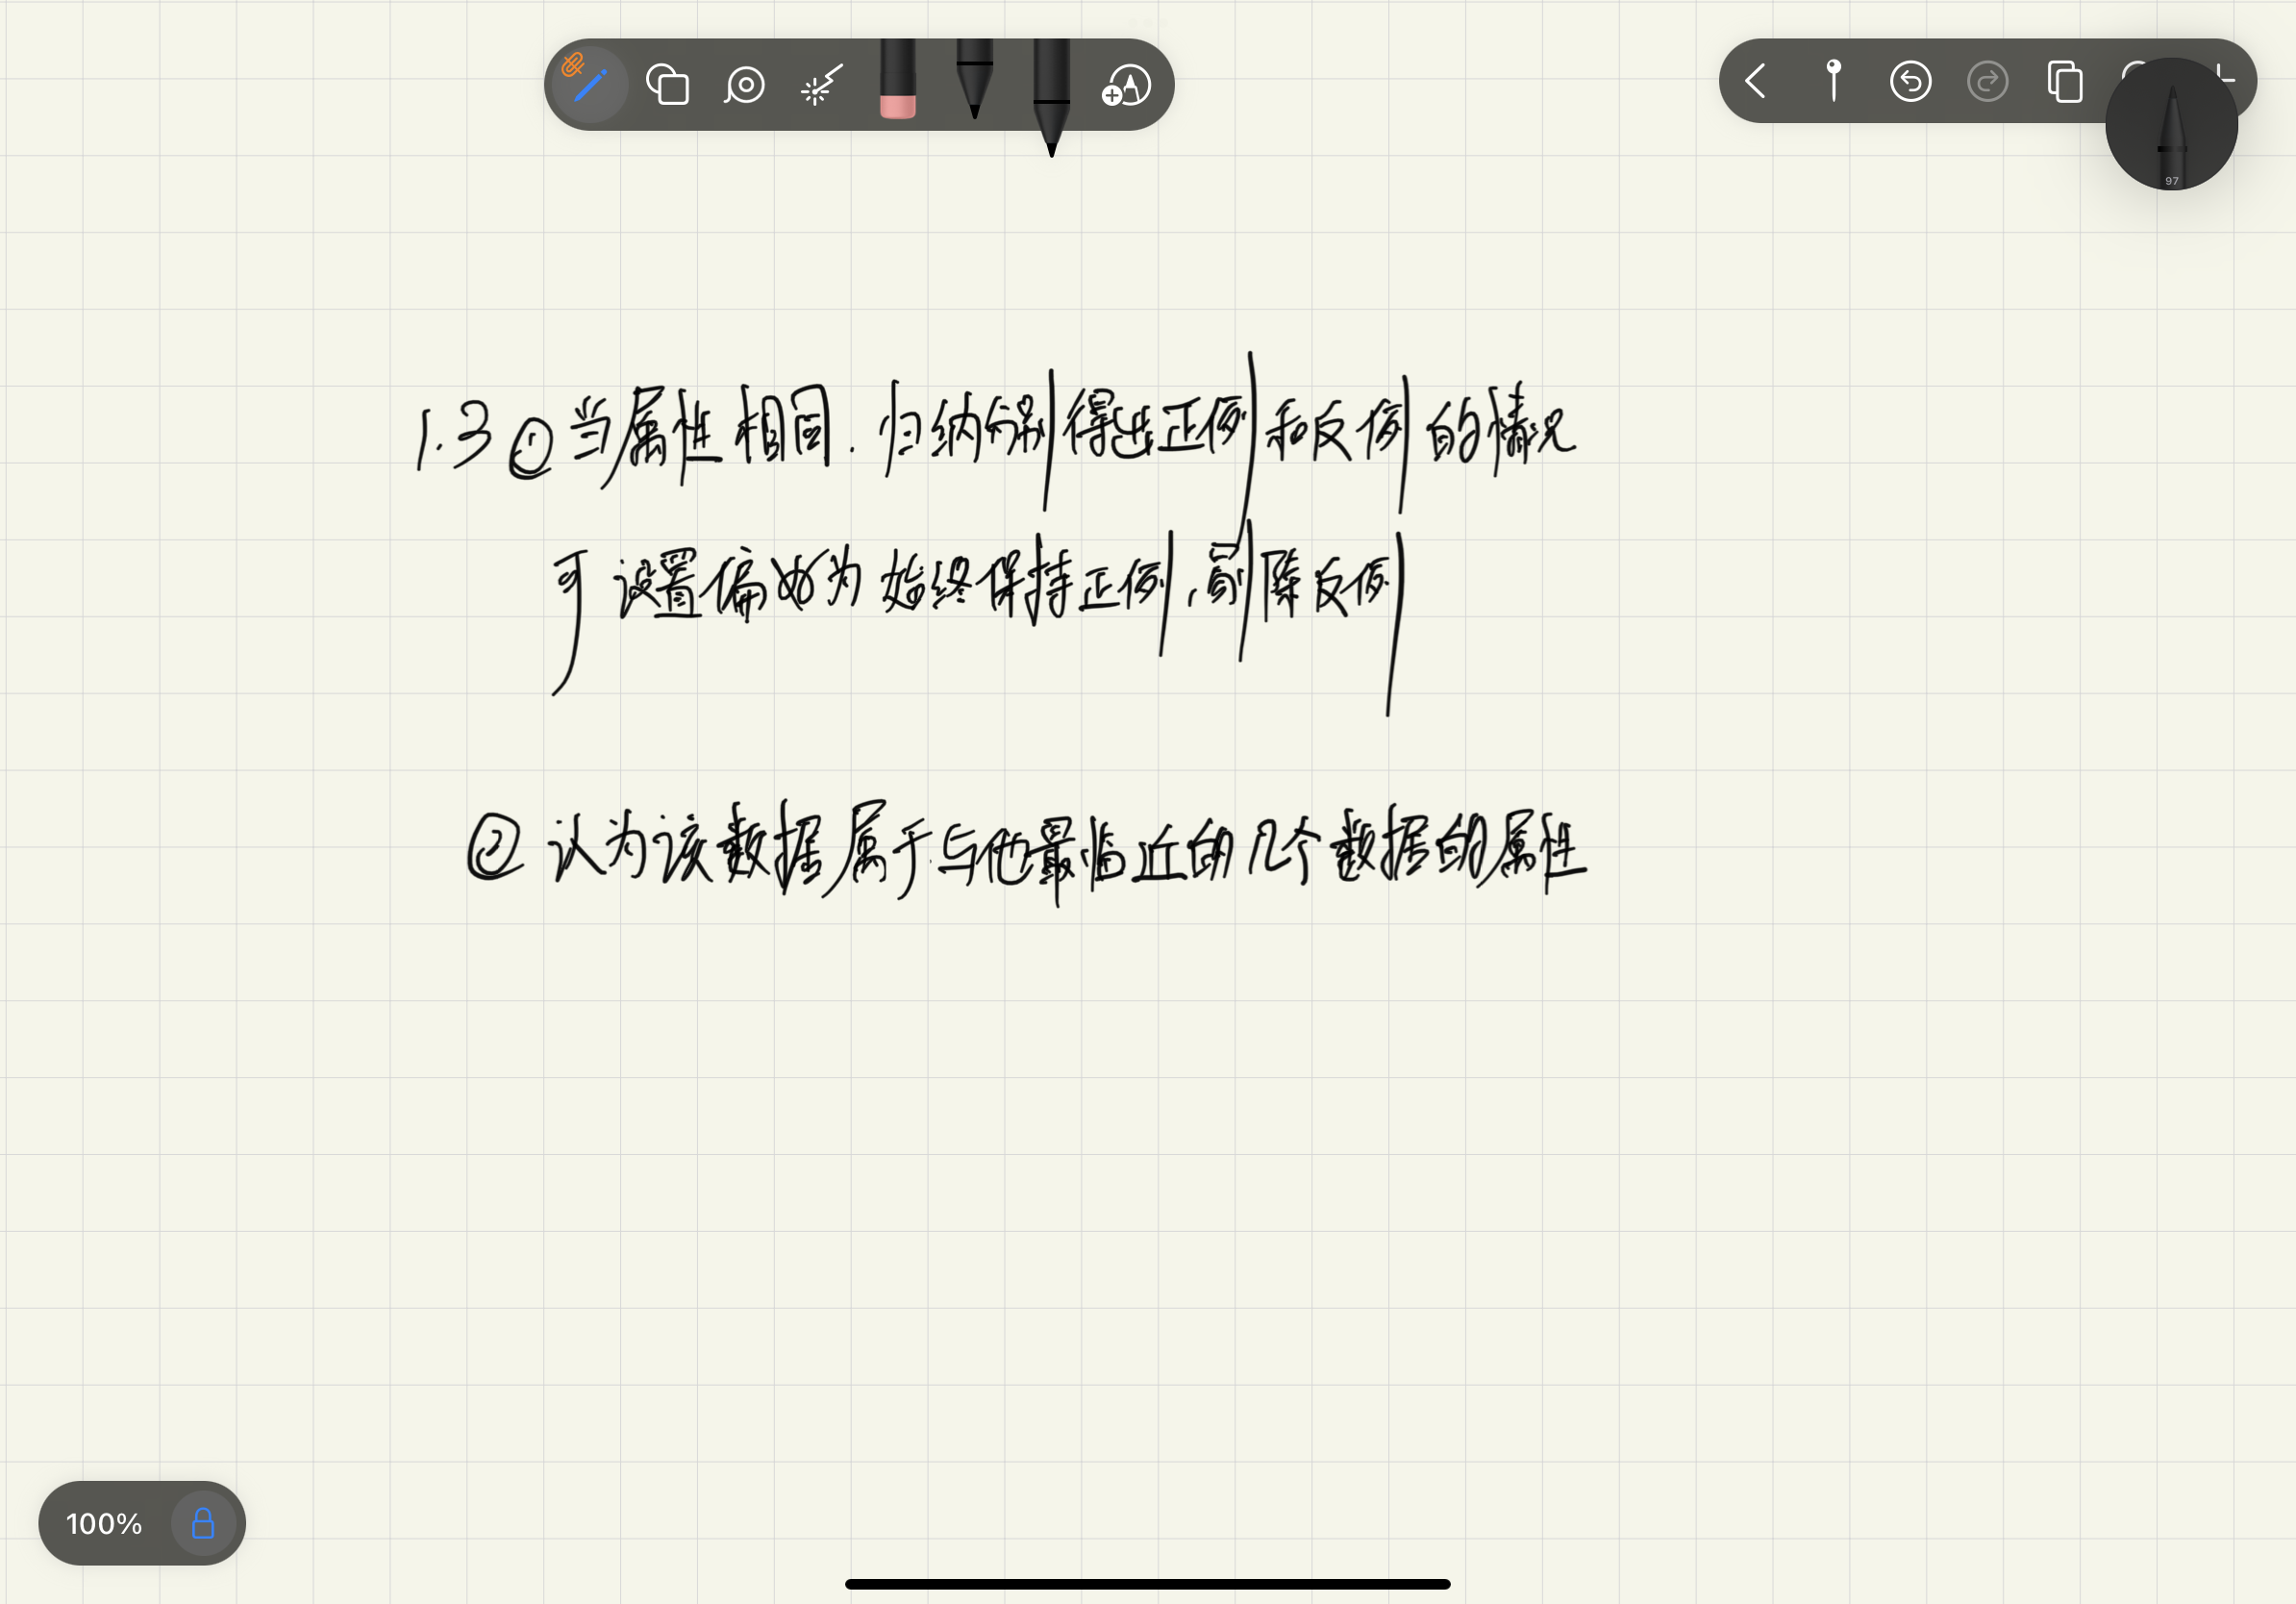 1.3 ① 当属性相同,归纳分别得出正例和反例的情况
可设置偏好为始终保持正例,删除反例
② 认为该数据属于与他最临近的几个数据的属性
97
100%